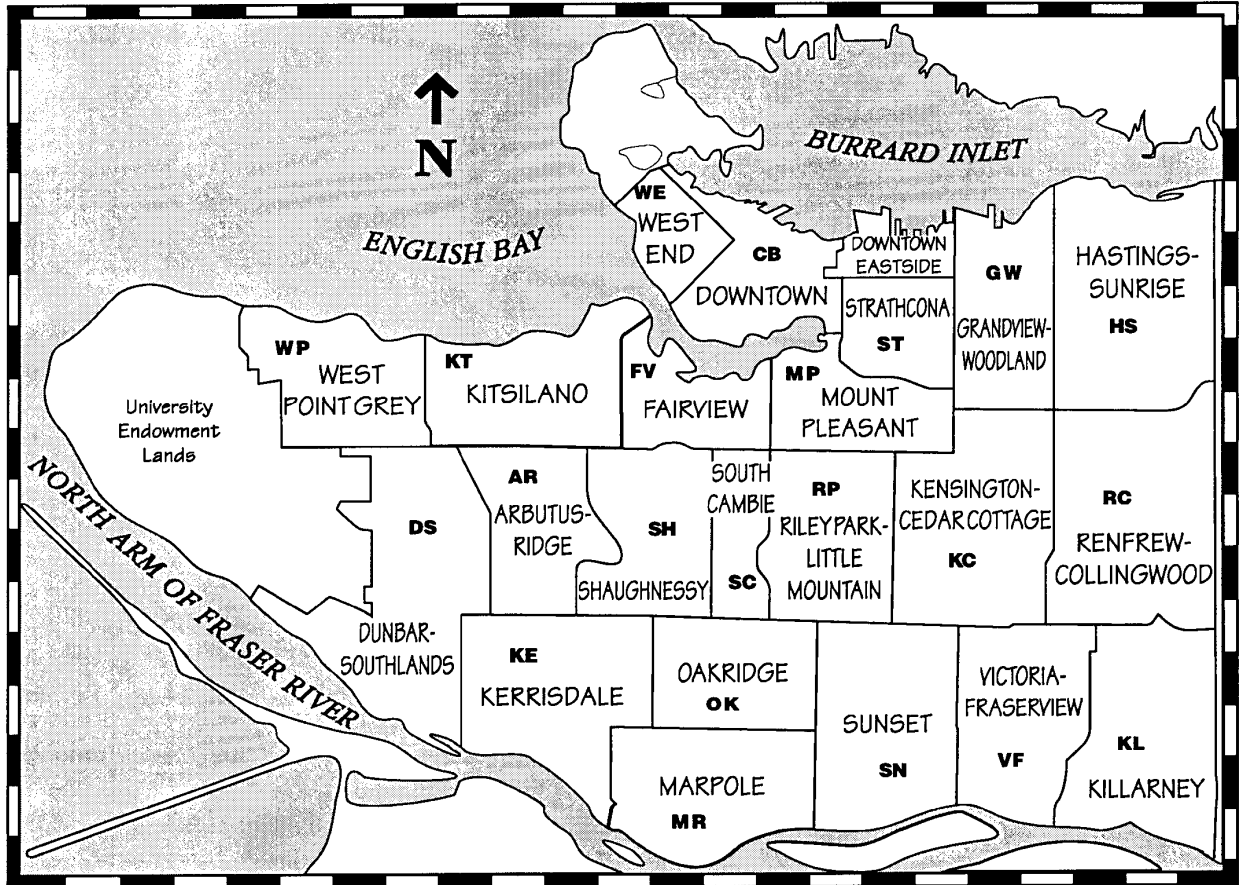 N
BURRARD INLET
ENGLISH BAY
WE
WEST
END
CB
DOWNTOWN
DOWNTOWN
EASTSIDE
STRATHCONA
ST
GW
GRANDVIEW-
WOODLAND
HASTINGS-
SUNRISE
HS
WP
WEST
POINT GREY
KT
KITSILANO
FV
FAIRVIEW
MP
MOUNT
PLEASANT
University
Endowment
Lands
NORTH ARM OF FRASER RIVER
DS
DUNBAR-
SOUTHLANDS
AR
ARBUTUS-
RIDGE
SH
SHAUGHNESSY
SOUTH
CAMBIE
SC
RP
RILEY PARK-
LITTLE
MOUNTAIN
KENSINGTON-
CEDAR COTTAGE
KC
RC
RENFREW-
COLLINGWOOD
KE
KERRISDALE
OAKRIDGE
OK
MARPOLE
MR
SUNSET
SN
VICTORIA-
FRASERVIEW
VF
KL
KILLARNEY